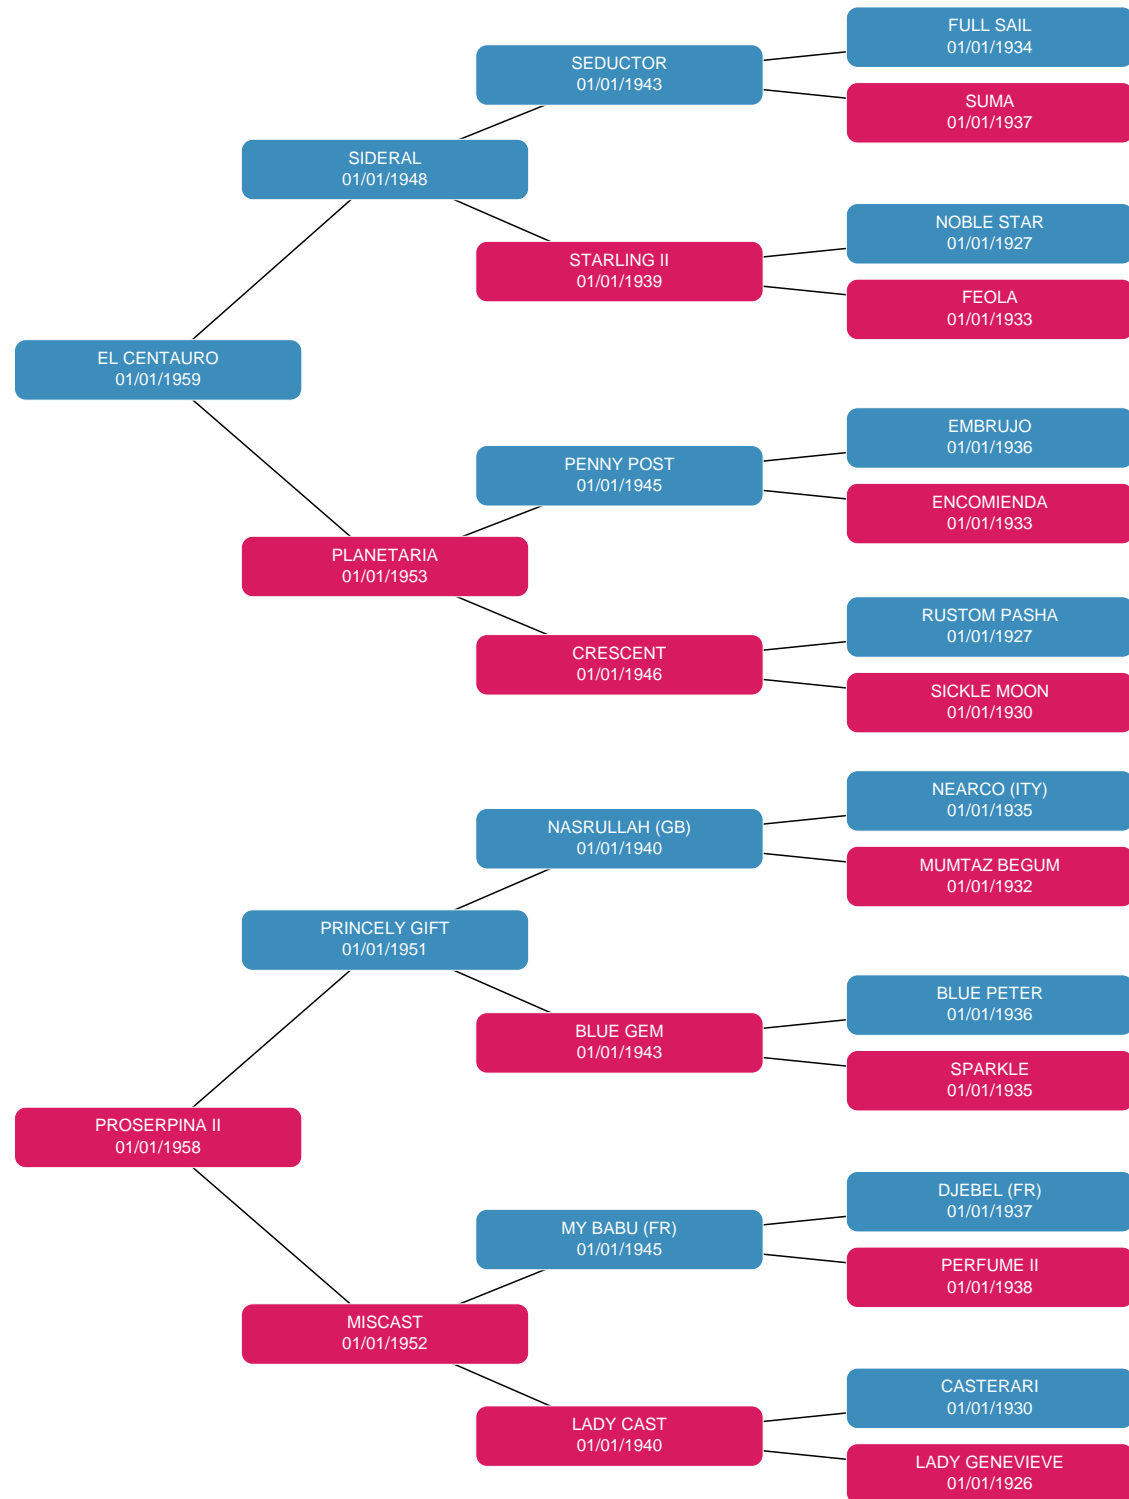 FULL SAIL
01/01/1934
SEDUCTOR
01/01/1943
SUMA
01/01/1937
SIDERAL
01/01/1948
NOBLE STAR
01/01/1927
STARLING II
01/01/1939
FEOLA
01/01/1933
EL CENTAURO
01/01/1959
EMBRUJO
01/01/1936
PENNY POST
01/01/1945
ENCOMIENDA
01/01/1933
PLANETARIA
01/01/1953
RUSTOM PASHA
01/01/1927
CRESCENT
01/01/1946
SICKLE MOON
01/01/1930
NEARCO (ITY)
01/01/1935
NASRULLAH (GB)
01/01/1940
MUMTAZ BEGUM
01/01/1932
PRINCELY GIFT
01/01/1951
BLUE PETER
01/01/1936
BLUE GEM
01/01/1943
SPARKLE
01/01/1935
PROSERPINA II
01/01/1958
DJEBEL (FR)
01/01/1937
MY BABU (FR)
01/01/1945
PERFUME II
01/01/1938
MISCAST
01/01/1952
CASTERARI
01/01/1930
LADY CAST
01/01/1940
LADY GENEVIEVE
01/01/1926